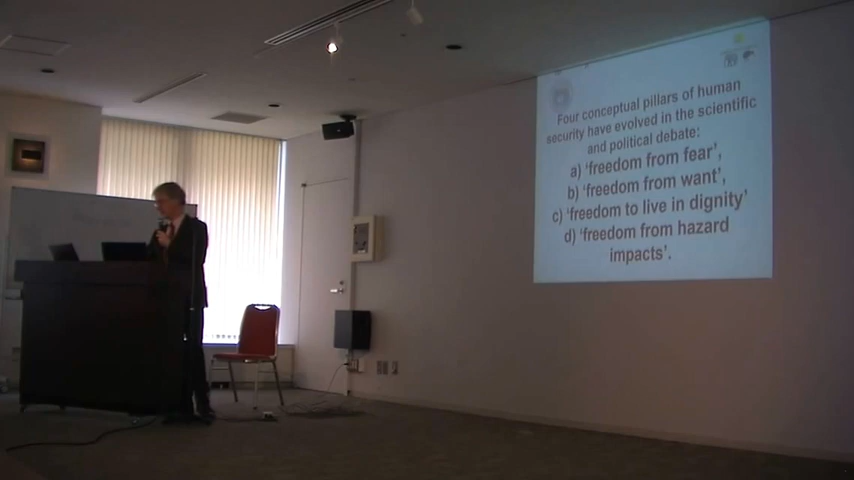 Four conceptual pillars of human
security have evolved in the scientific
and political debate:
a) ‘freedom from fear’,
b) ‘freedom from want’,
c) ‘freedom to live in dignity’
d) ‘freedom from hazard
impacts’.